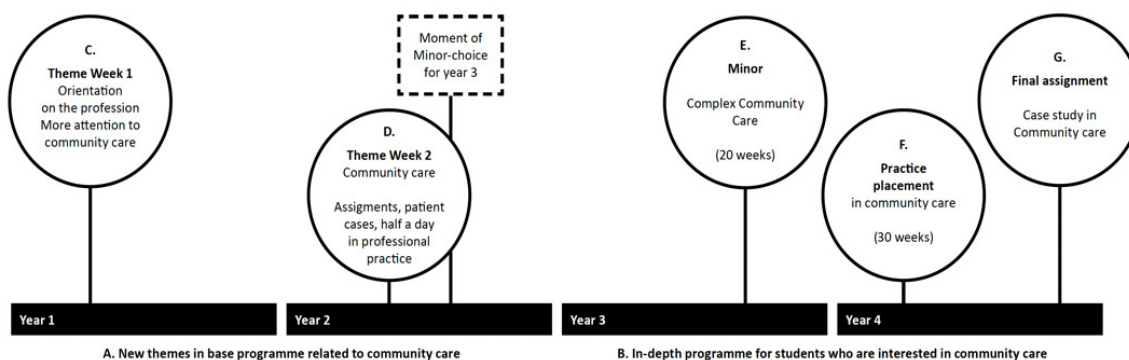 C.
Theme Week 1
Orientation
on the profession
More attention to
community care
Moment of
Minor-choice
for year 3
D.
Theme Week 2
Community care
Assigments, patient
cases, half a day
in professional
practice
E.
Minor
Complex Community
Care
(20 weeks)
F.
Practice
placement
in community care
(30 weeks)
G.
Final assignment
Case study in
Community care
Year 1
Year 2
Year 3
Year 4
A. New themes in base programme related to community care
B. In-depth programme for students who are interested in community care